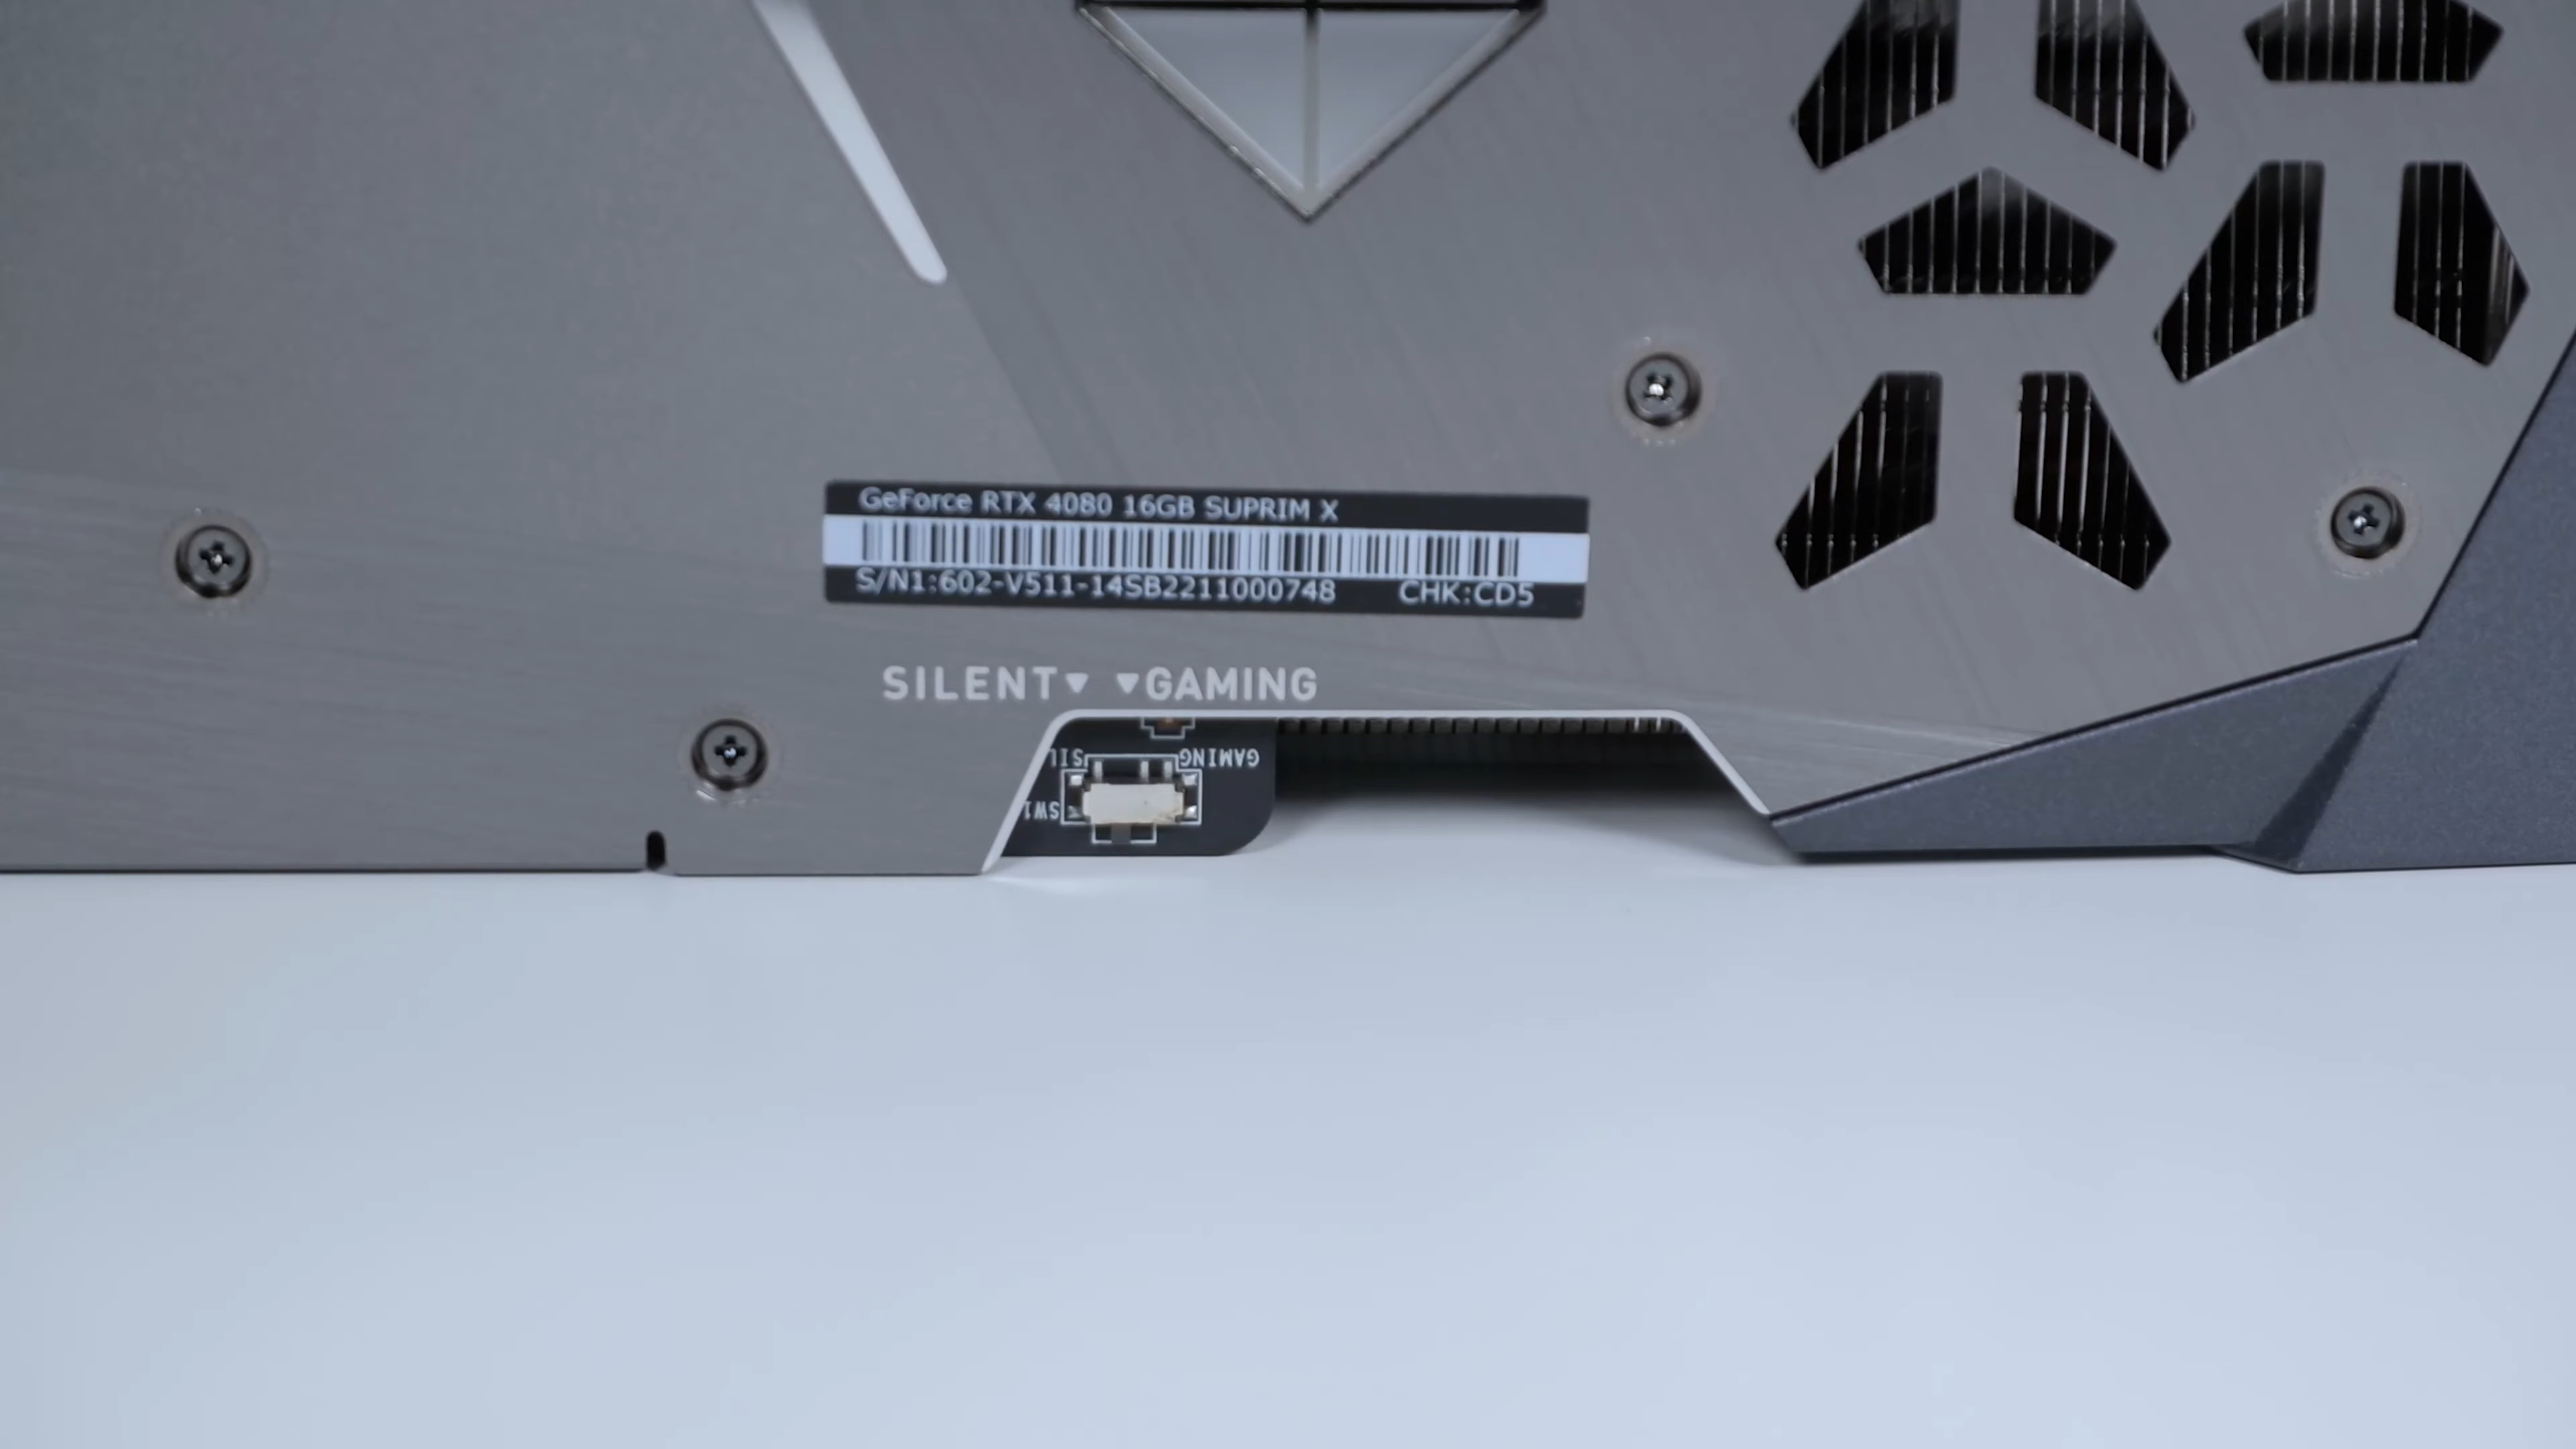 GeForce RTX 4080 16GB SUPRIM X
S/N1:602-V511-14SB2211000748 CHK:CD5
SILENT▼ ▼GAMING
SIL GAMING
SW1